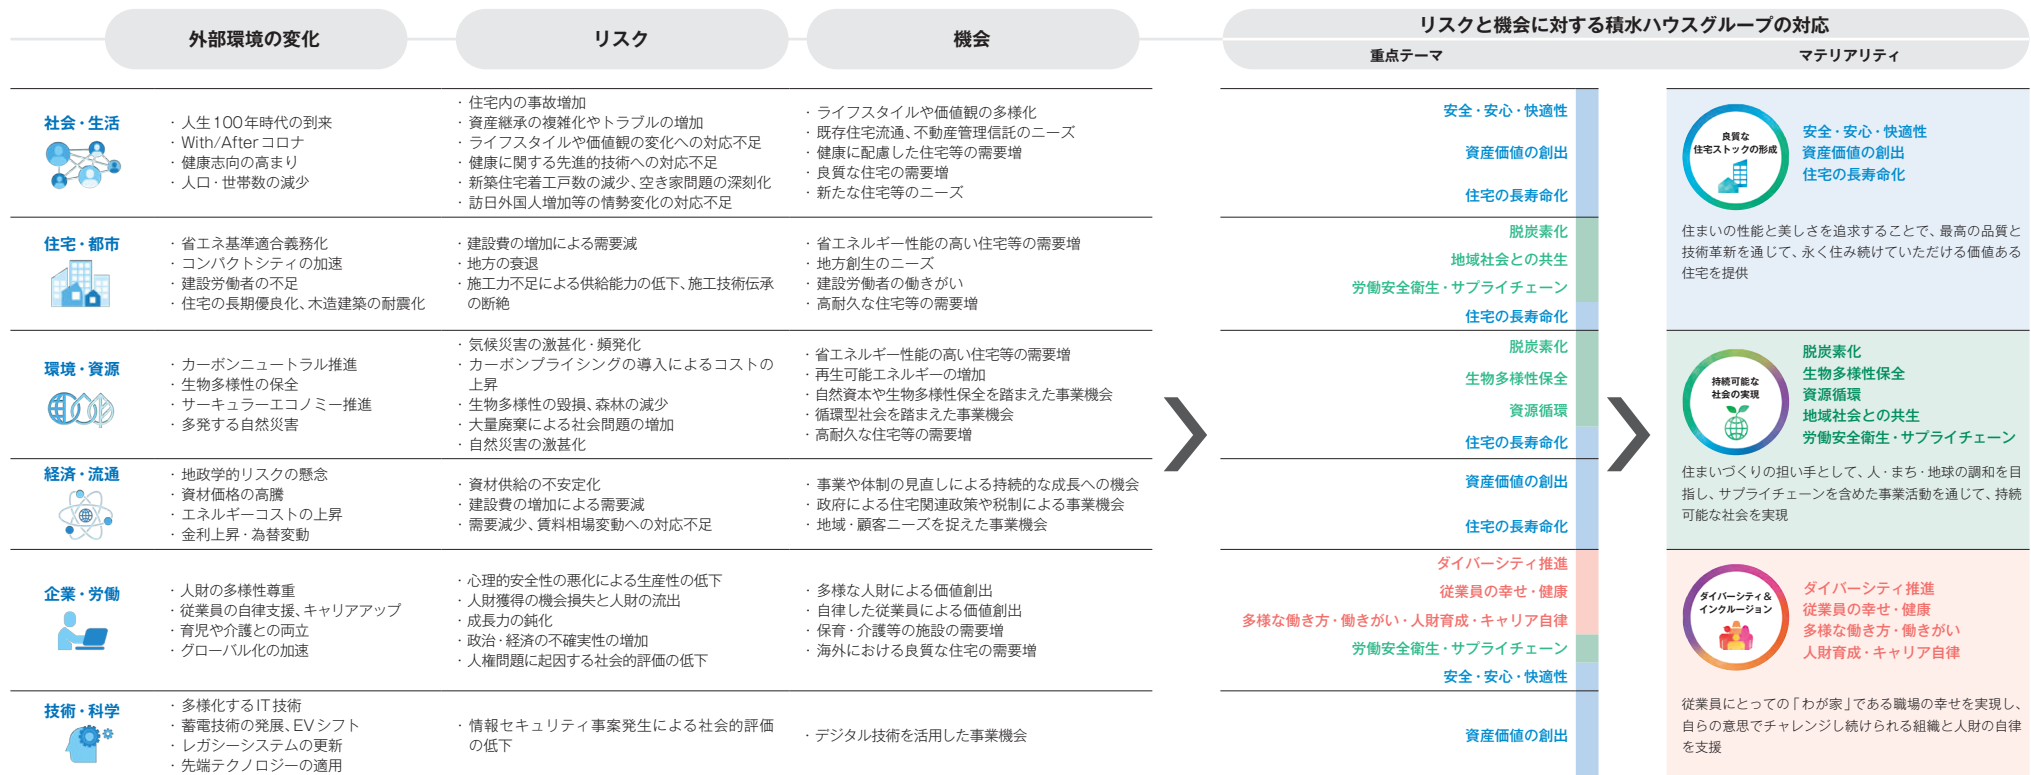 外部環境の変化
リスク
機会
リスクと機会に対する積水ハウスグループの対応
重点テーマ
マテリアリティ
社会・生活
・人生100年時代の到来
・With/Afterコロナ
・健康志向の高まり
・人口・世帯数の減少
・住宅内の事故増加
・資産継承の複雑化やトラブルの増加
・ライフスタイルや価値観の変化への対応不足
・健康に関する先進的技術への対応不足
・新築住宅着工戸数の減少、空き家問題の深刻化
・訪日外国人増加等の情勢変化の対応不足
・ライフスタイルや価値観の多様化
・既存住宅流通、不動産管理信託のニーズ
・健康に配慮した住宅等の需要増
・良質な住宅の需要増
・新たな住宅等のニーズ
安全・安心・快適性
資産価値の創出
住宅の長寿命化
住宅・都市
・省エネ基準適合義務化
・コンパクトシティの加速
・建設労働者の不足
・住宅の長期優良化、木造建築の耐震化
・建設費の増加による需要減
・地方の衰退
・施工力不足による供給能力の低下、施工技術伝承
の断絶
・省エネルギー性能の高い住宅等の需要増
・地方創生のニーズ
・建設労働者の働きがい
・高耐久な住宅等の需要増
脱炭素化
地域社会との共生
労働安全衛生・サプライチェーン
住宅の長寿命化
環境・資源
・カーボンニュートラル推進
・生物多様性の保全
・サーキュラーエコノミー推進
・多発する自然災害
・気候災害の激甚化・頻発化
・カーボンプライシングの導入によるコストの
上昇
・生物多様性の毀損、森林の減少
・大量廃棄による社会問題の増加
・自然災害の激甚化
・省エネルギー性能の高い住宅等の需要増
・再生可能エネルギーの増加
・自然資本や生物多様性保全を踏まえた事業機会
・循環型社会を踏まえた事業機会
・高耐久な住宅等の需要増
脱炭素化
生物多様性保全
資源循環
住宅の長寿命化
経済・流通
・地政学的リスクの懸念
・資材価格の高騰
・エネルギーコストの上昇
・金利上昇・為替変動
・資材供給の不安定化
・建設費の増加による需要減
・需要減少、賃料相場変動への対応不足
・事業や体制の見直しによる持続的な成長への機会
・政府による住宅関連政策や税制による事業機会
・地域・顧客ニーズを捉えた事業機会
資産価値の創出
住宅の長寿命化
企業・労働
・人財の多様性尊重
・従業員の自律支援、キャリアアップ
・育児や介護との両立
・グローバル化の加速
・心理的安全性の悪化による生産性の低下
・人財獲得の機会損失と人財の流出
・成長力の鈍化
・政治・経済の不確実性の増加
・人権問題に起因する社会的評価の低下
・多様な人財による価値創出
・自律した従業員による価値創出
・保育・介護等の施設の需要増
・海外における良質な住宅の需要増
ダイバーシティ推進
従業員の幸せ・健康
多様な働き方・働きがい・人財育成・キャリア自律
労働安全衛生・サプライチェーン
安全・安心・快適性
技術・科学
・多様化するIT技術
・蓄電技術の発展、EVシフト
・レガシーシステムの更新
・先端テクノロジーの適用
・情報セキュリティ事案発生による社会的評価
の低下
・デジタル技術を活用した事業機会
資産価値の創出
良質な
住宅ストックの形成
安全・安心・快適性
資産価値の創出
住宅の長寿命化
住まいの性能と美しさを追求することで、最高の品質と
技術革新を通じて、永く住み続けていただける価値ある
住宅を提供
持続可能な
社会の実現
脱炭素化
生物多様性保全
資源循環
地域社会との共生
労働安全衛生・サプライチェーン
住まいづくりの担い手として、人・まち・地球の調和を目
指し、サプライチェーンを含めた事業活動を通じて、持続
可能な社会を実現
ダイバーシティ＆
インクルージョン
ダイバーシティ推進
従業員の幸せ・健康
多様な働き方・働きがい
人財育成・キャリア自律
従業員にとっての「わが家」である職場の幸せを実現し、
自らの意思でチャレンジし続けられる組織と人財の自律
を支援